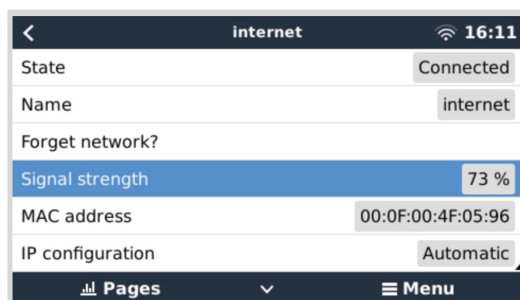 internet 16:11
State Connected
Name internet
Forget network?
Signal strength 73 %
MAC address 00:0F:00:4F:05:96
IP configuration Automatic
Pages Menu